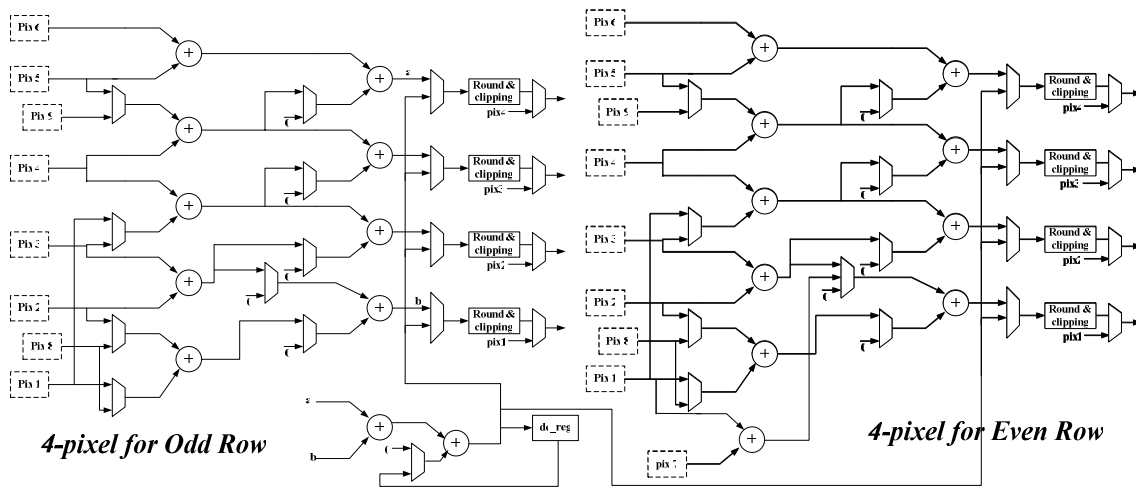 Pix 6
Pix 5
Pix 9
Pix 4
Pix 3
Pix 2
Pix 8
Pix 1
a
b
Round &
clipping
pix4
Round &
clipping
pix3
Round &
clipping
pix2
Round &
clipping
pix1
a
b
dc_reg
4-pixel for Odd Row
Pix 6
Pix 5
Pix 9
Pix 4
Pix 3
Pix 2
Pix 8
Pix 1
pix 7
Round &
clipping
pix4
Round &
clipping
pix3
Round &
clipping
pix2
Round &
clipping
pix1
4-pixel for Even Row